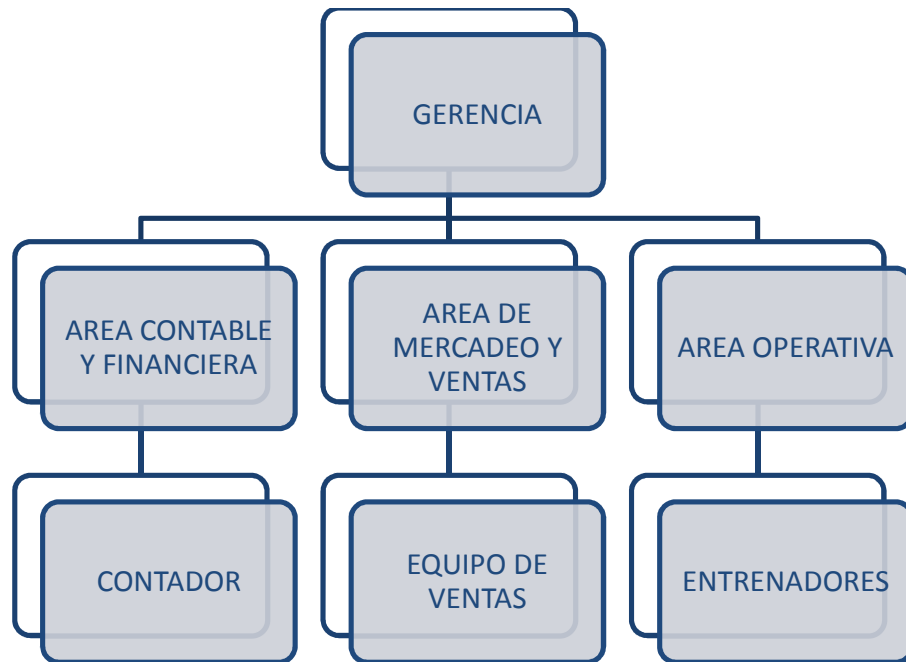 GERENCIA
AREA CONTABLE
Y FINANCIERA
AREA DE
MERCADEO Y
VENTAS
AREA OPERATIVA
CONTADOR
EQUIPO DE
VENTAS
ENTRENADORES